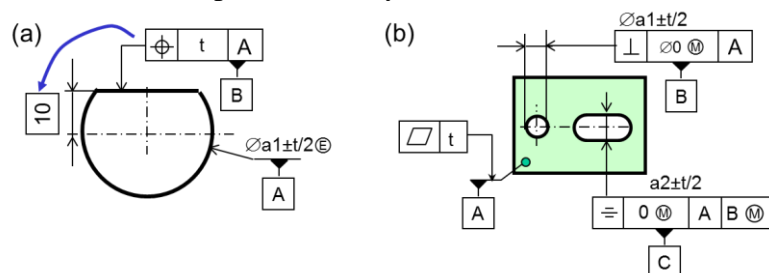 (a)
⌖ t A
B
10
⌀a1±t/2Ⓔ
A
(b)
⌀a1±t/2
⊥ ⌀0 Ⓜ A
B
⏥ t
A
a2±t/2
⌯ 0 Ⓜ A B Ⓜ
C